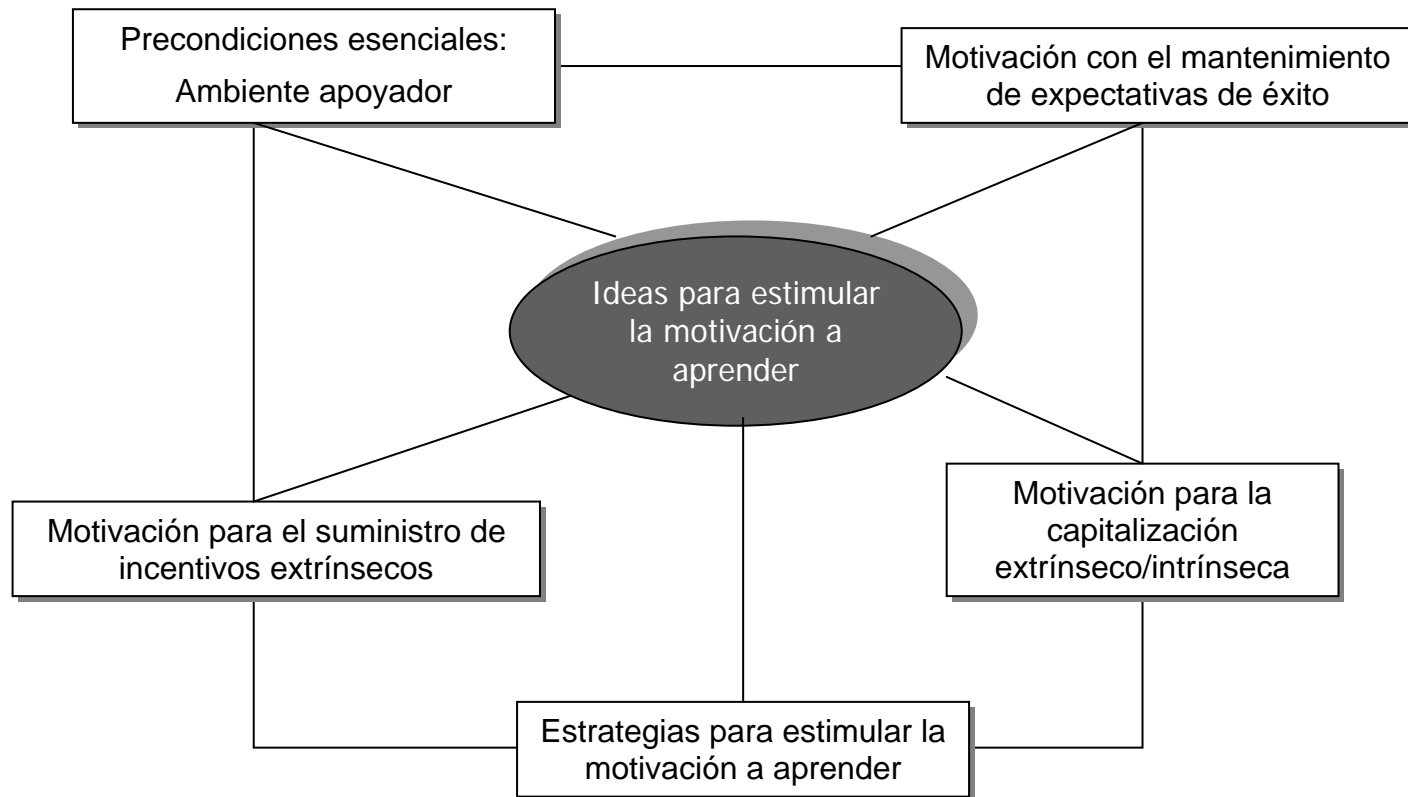 Precondiciones esenciales:
Ambiente apoyador
Motivación con el mantenimiento
de expectativas de éxito
Ideas para estimular
la motivación a
aprender
Motivación para el suministro de
incentivos extrínsecos
Motivación para la
capitalización
extrínseco/intrínseca
Estrategias para estimular la
motivación a aprender